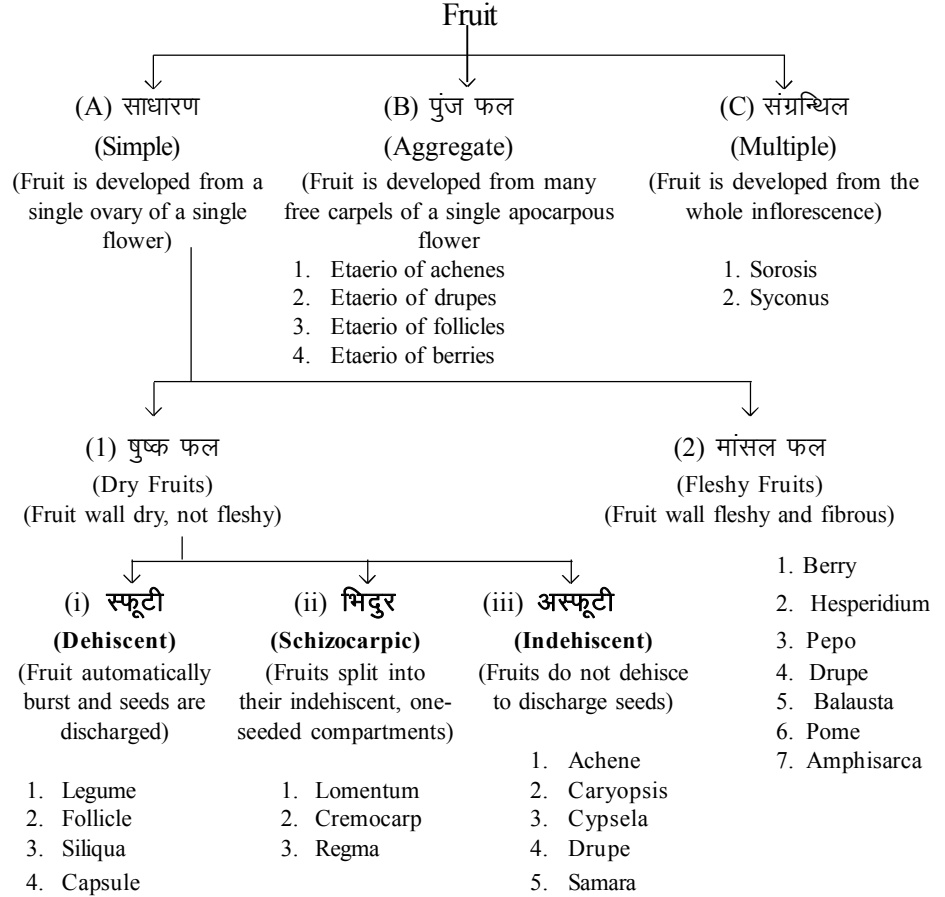 Fruit
(A) साधारण
(Simple)
(Fruit is developed from a
single ovary of a single
flower)
(B) पुंज फल
(Aggregate)
(Fruit is developed from many
free carpels of a single apocarpous
flower
1. Etaerio of achenes
2. Etaerio of drupes
3. Etaerio of follicles
4. Etaerio of berries
(C) संग्रन्थिल
(Multiple)
(Fruit is developed from the
whole inflorescence)
1. Sorosis
2. Syconus
(1) षुष्क फल
(Dry Fruits)
(Fruit wall dry, not fleshy)
(2) मांसल फल
(Fleshy Fruits)
(Fruit wall fleshy and fibrous)
(i) स्फूटी
(Dehiscent)
(Fruit automatically
burst and seeds are
discharged)
1. Legume
2. Follicle
3. Siliqua
4. Capsule
(ii) भिदुर
(Schizocarpic)
(Fruits split into
their indehiscent, one-
seeded compartments)
1. Lomentum
2. Cremocarp
3. Regma
(iii) अस्फूटी
(Indehiscent)
(Fruits do not dehisce
to discharge seeds)
1. Achene
2. Caryopsis
3. Cypsela
4. Drupe
5. Samara
1. Berry
2. Hesperidium
3. Pepo
4. Drupe
5. Balausta
6. Pome
7. Amphisarca